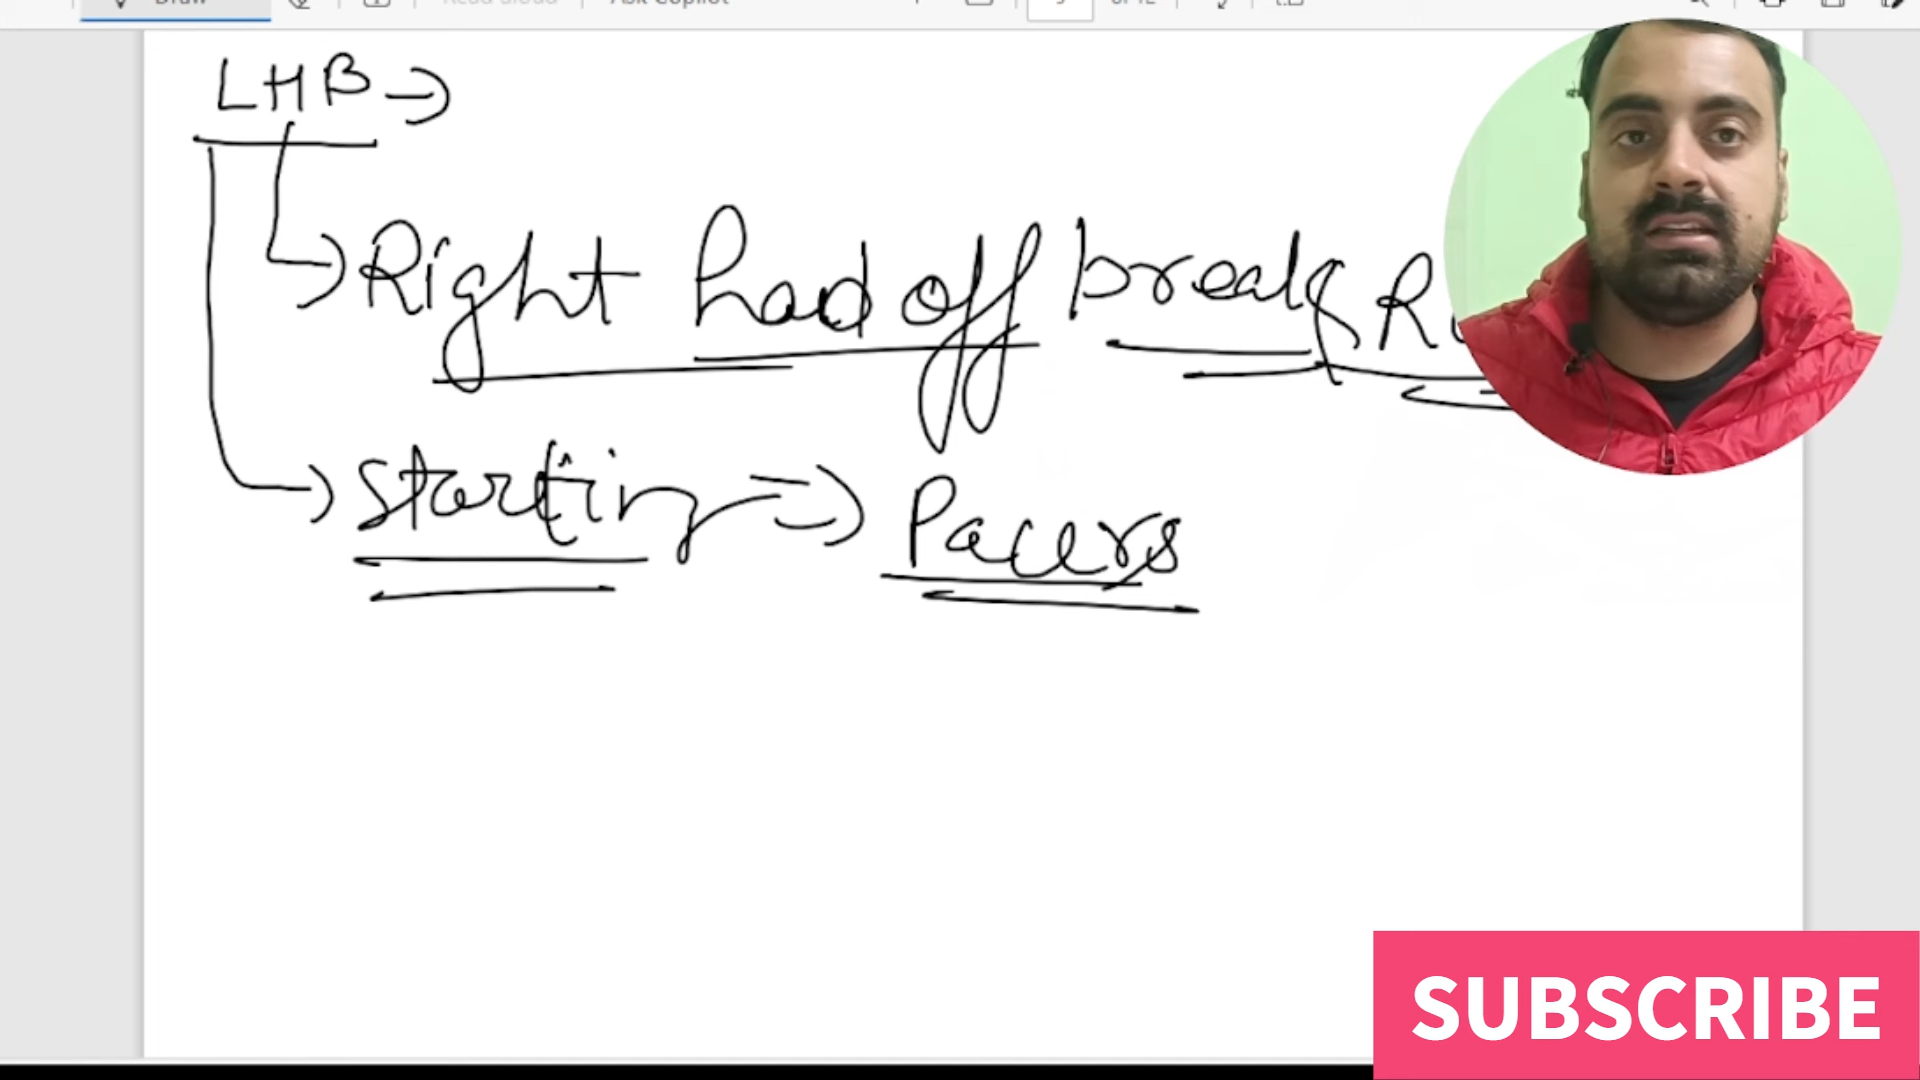 LHB →
→ Right had off break
→ starting => Pacers
SUBSCRIBE